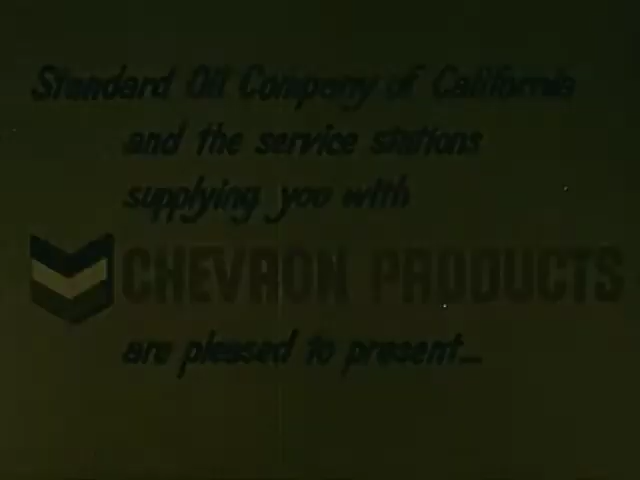 Standard Oil Company of California
and the service stations
supplying you with
CHEVRON PRODUCTS
are pleased to present...